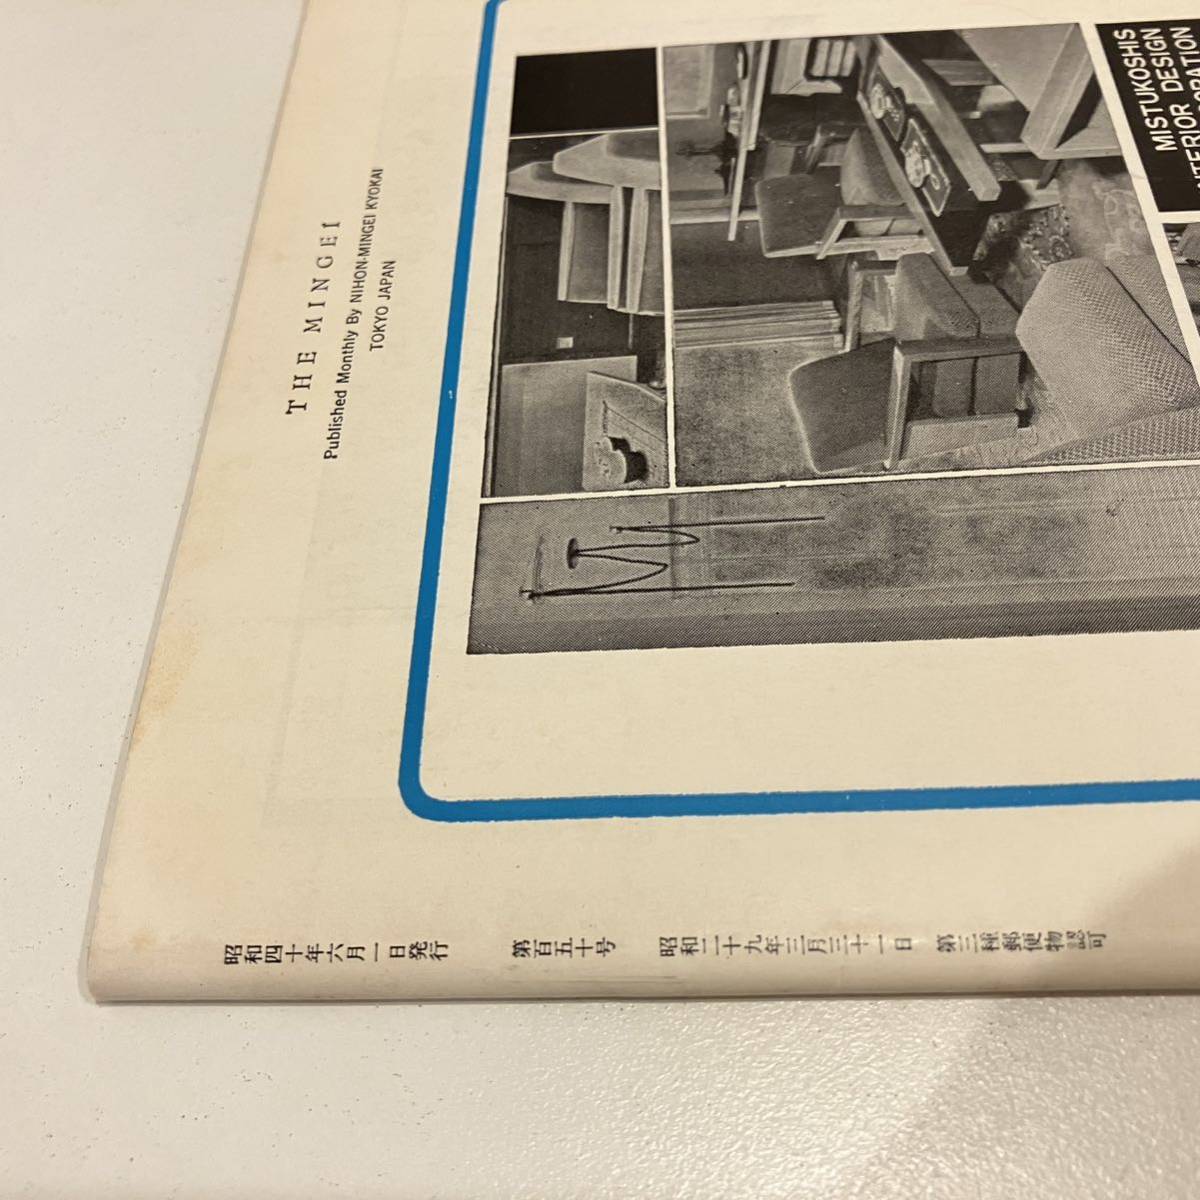 THE MINGEI
Published Monthly By NIHON-MINGEI KYOKAI
TOKYO JAPAN
MISTUKOSHIS
INTERIOR DESIGN
昭和四十年六月一日発行 第百五十号 昭和二十九年三月三十一日 第三種郵便物認可